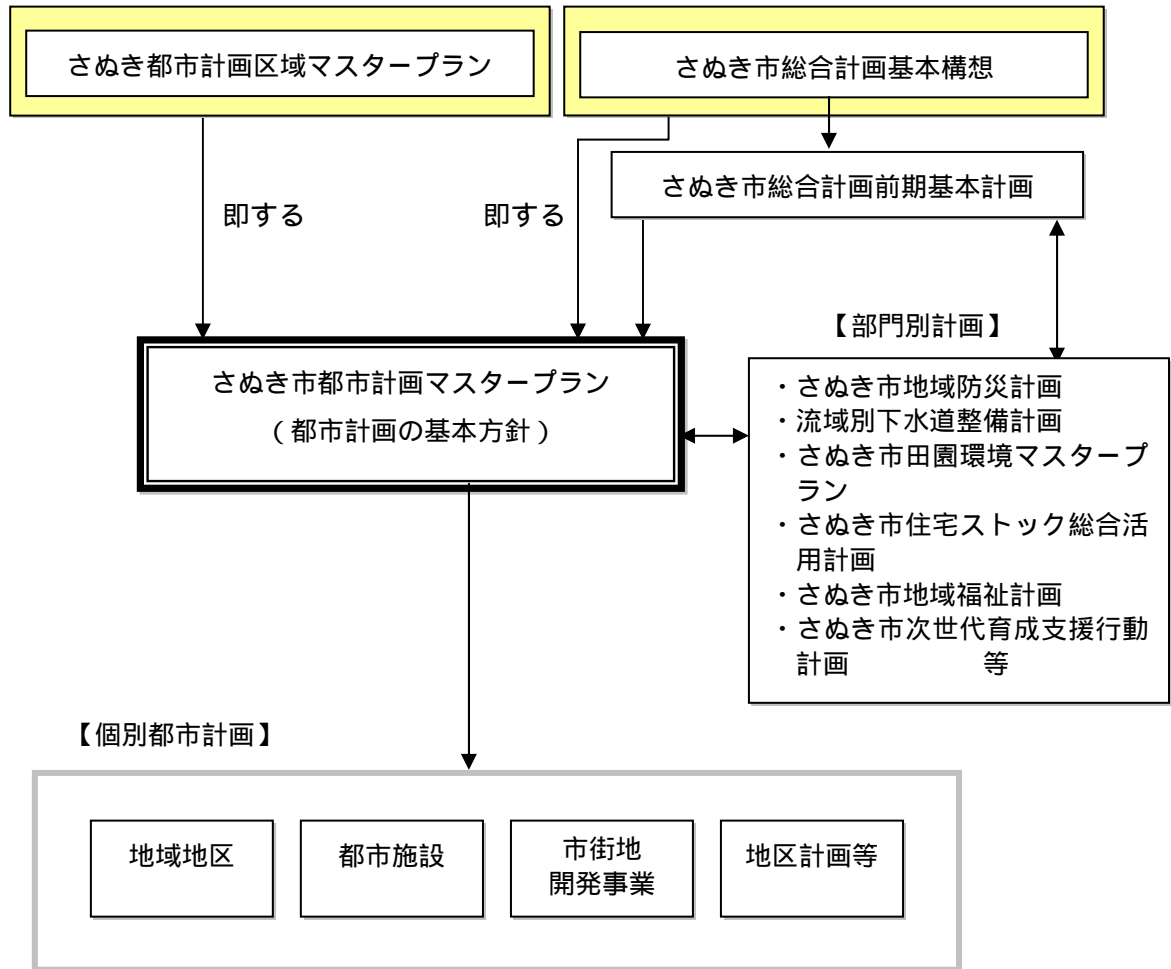 さぬき都市計画区域マスタープラン
さぬき市総合計画基本構想
さぬき市総合計画前期基本計画
即する
即する
【部門別計画】
さぬき市都市計画マスタープラン
（都市計画の基本方針）
・さぬき市地域防災計画
・流域別下水道整備計画
・さぬき市田園環境マスタープ
ラン
・さぬき市住宅ストック総合活
用計画
・さぬき市地域福祉計画
・さぬき市次世代育成支援行動
計画　　　　　等
【個別都市計画】
地域地区
都市施設
市街地
開発事業
地区計画等